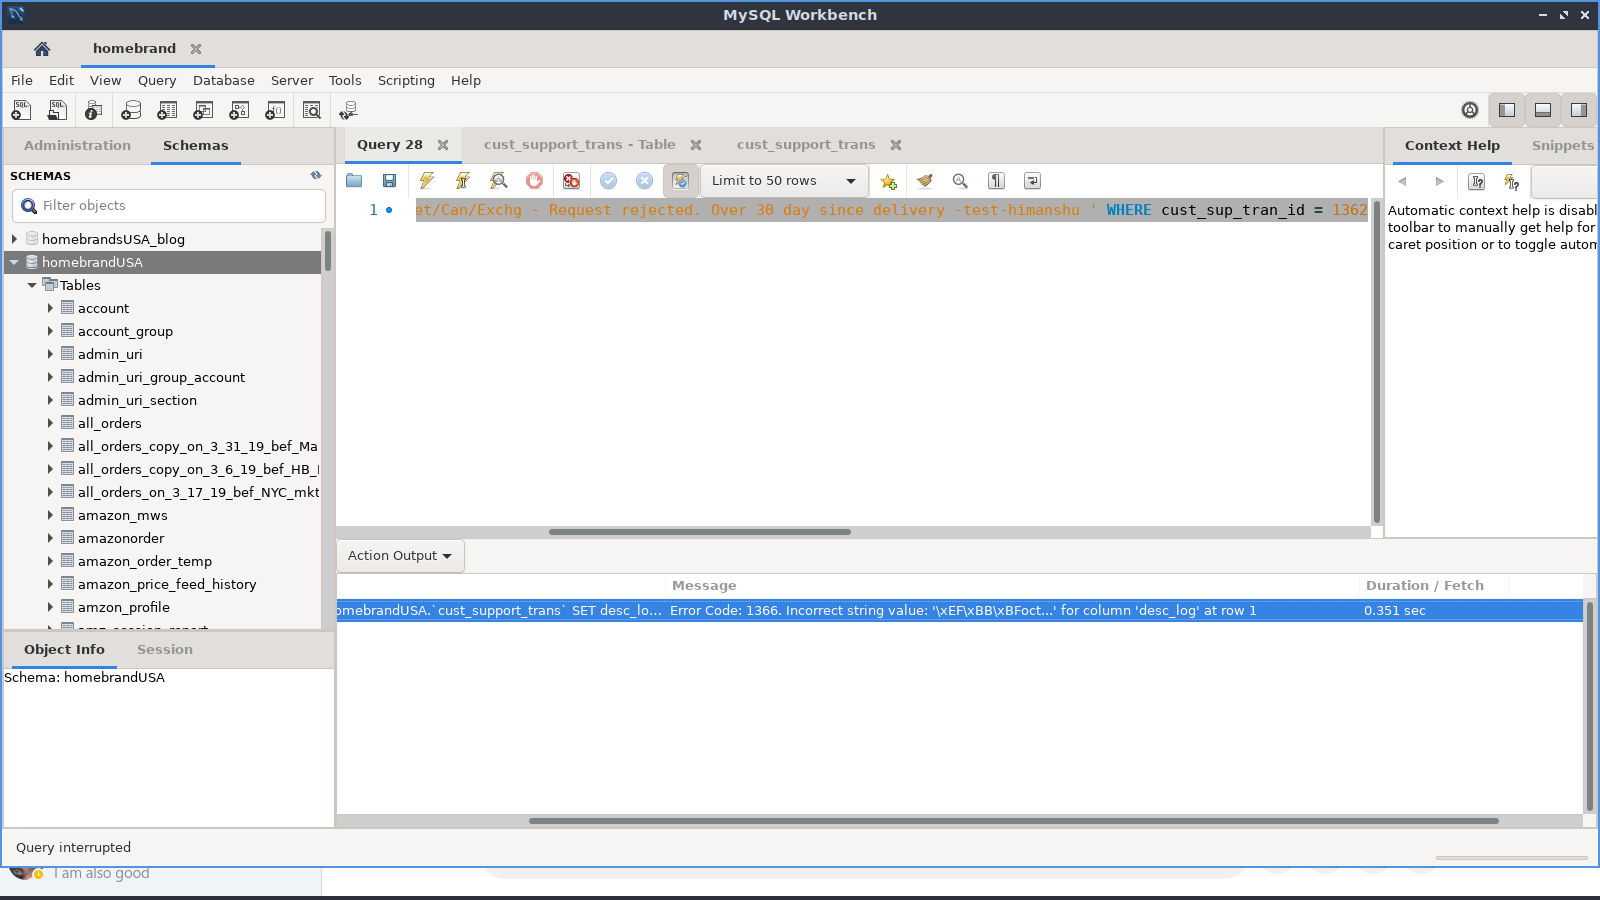 MySQL Workbench
homebrand
File Edit View Query Database Server Tools Scripting Help
Administration Schemas
SCHEMAS
Filter objects
homebrandsUSA_blog
homebrandUSA
Tables
account
account_group
admin_uri
admin_uri_group_account
admin_uri_section
all_orders
all_orders_copy_on_3_31_19_bef_Ma
all_orders_copy_on_3_6_19_bef_HB_
all_orders_on_3_17_19_bef_NYC_mkt
amazon_mws
amazonorder
amazon_order_temp
amazon_price_feed_history
amzon_profile
Object Info Session
Schema: homebrandUSA
Query 28 cust_support_trans - Table cust_support_trans
Limit to 50 rows
1 et/Can/Exchg - Request rejected. Over 30 day since delivery -test-himanshu ' WHERE cust_sup_tran_id = 1362
Context Help Snippets
Automatic context help is disabl
toolbar to manually get help for
caret position or to toggle autom
Action Output
Message Duration / Fetch
omebrandUSA.`cust_support_trans` SET desc_lo... Error Code: 1366. Incorrect string value: '\xEF\xBB\xBFoct...' for column 'desc_log' at row 1 0.351 sec
Query interrupted
I am also good